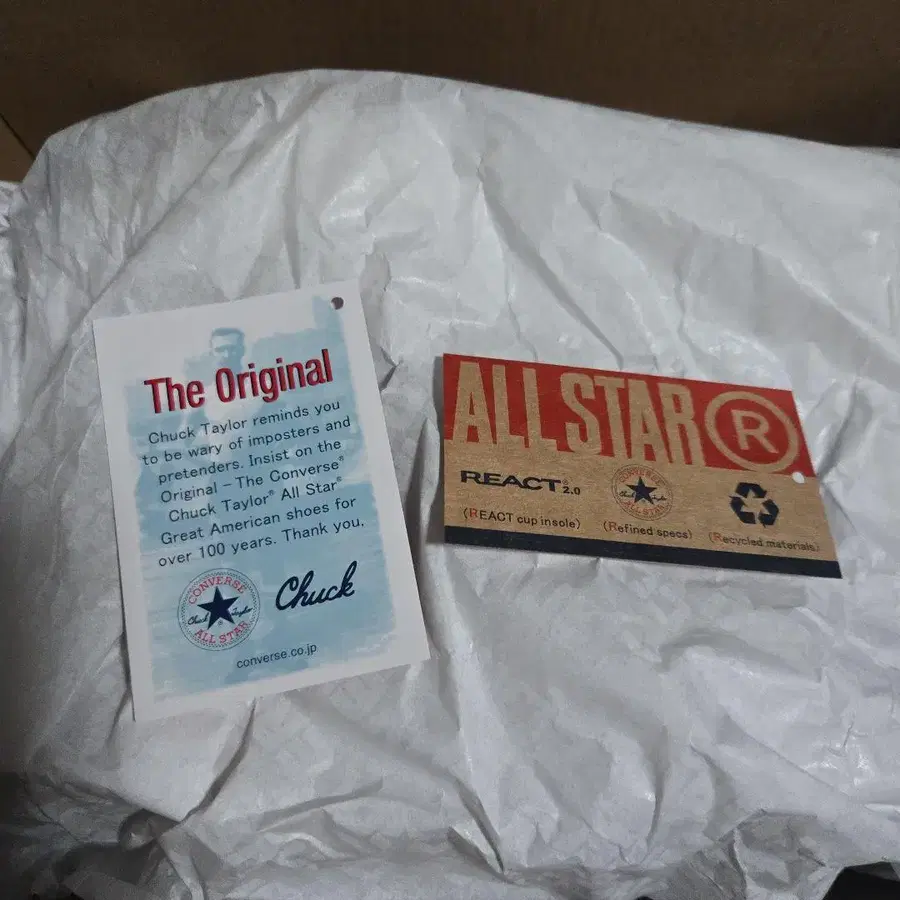 The Original
Chuck Taylor reminds you
to be wary of imposters and
pretenders. Insist on the
Original – The Converse®
Chuck Taylor® All Star®
Great American shoes for
over 100 years. Thank you,
CONVERSE
Chuck Taylor
ALL STAR
Chuck
converse.co.jp
ALL STAR ®
REACT® 2.0
(REACT cup insole)
CONVERSE
Chuck Taylor
ALL STAR
(Refined specs)
(Recycled materials)